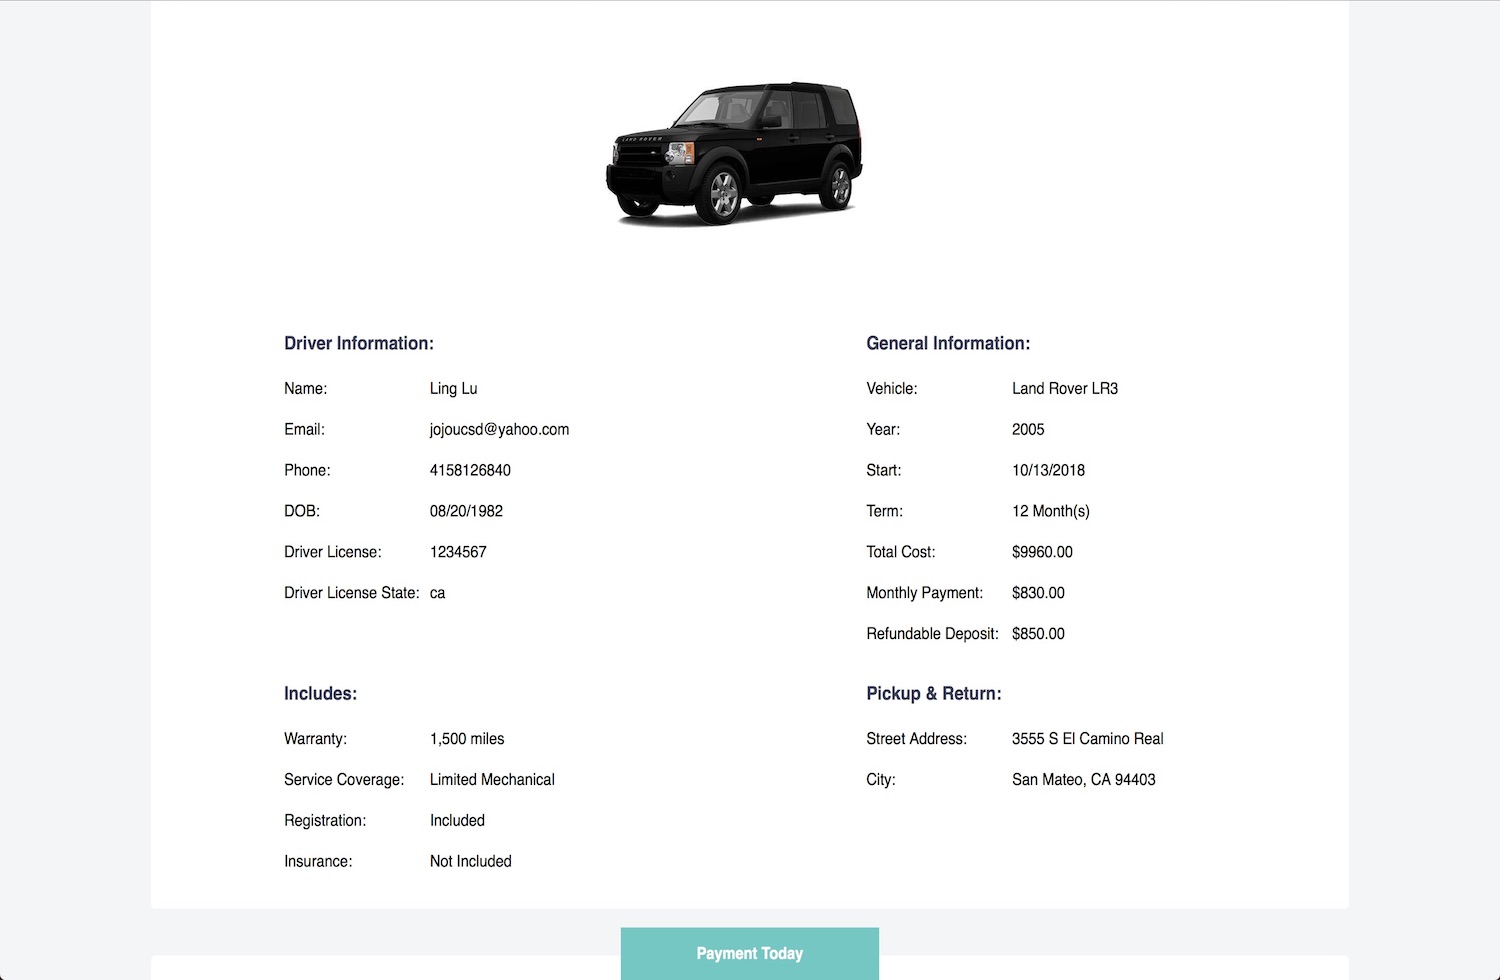 LAND ROVER
Driver Information:
Name: Ling Lu
Email: jojoucsd@yahoo.com
Phone: 4158126840
DOB: 08/20/1982
Driver License: 1234567
Driver License State: ca
General Information:
Vehicle: Land Rover LR3
Year: 2005
Start: 10/13/2018
Term: 12 Month(s)
Total Cost: $9960.00
Monthly Payment: $830.00
Refundable Deposit: $850.00
Includes:
Warranty: 1,500 miles
Service Coverage: Limited Mechanical
Registration: Included
Insurance: Not Included
Pickup & Return:
Street Address: 3555 S El Camino Real
City: San Mateo, CA 94403
Payment Today